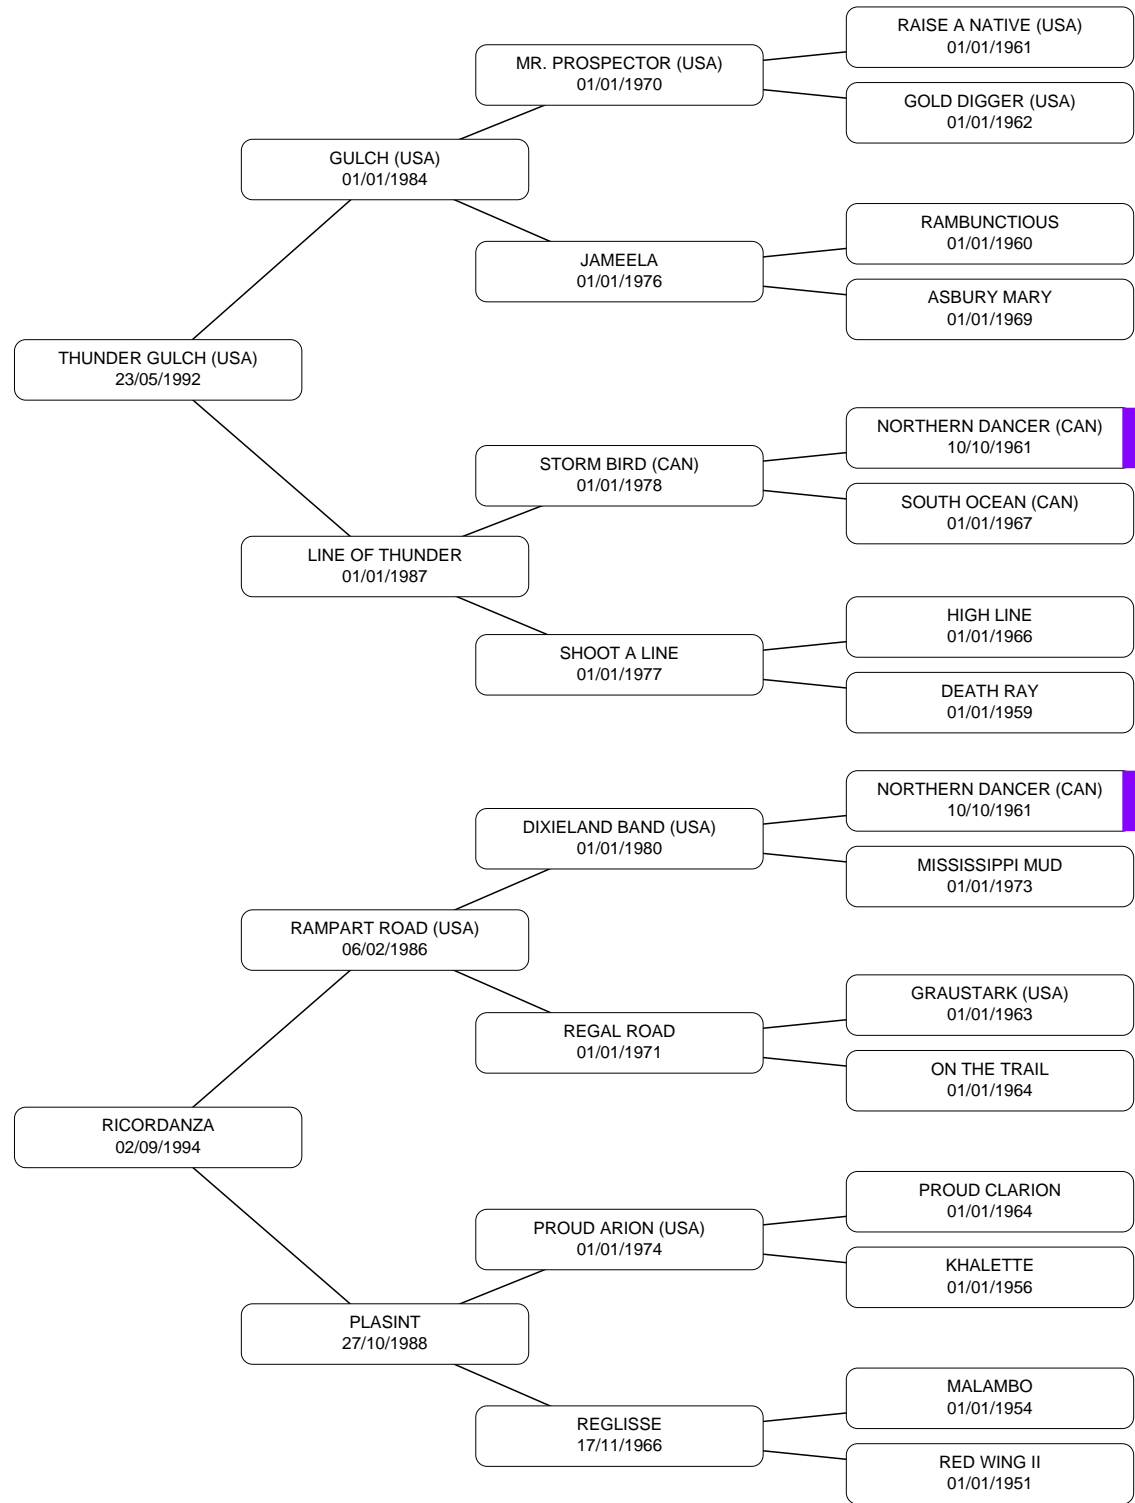 RAISE A NATIVE (USA)
01/01/1961
MR. PROSPECTOR (USA)
01/01/1970
GOLD DIGGER (USA)
01/01/1962
GULCH (USA)
01/01/1984
RAMBUNCTIOUS
01/01/1960
JAMEELA
01/01/1976
ASBURY MARY
01/01/1969
THUNDER GULCH (USA)
23/05/1992
NORTHERN DANCER (CAN)
10/10/1961
STORM BIRD (CAN)
01/01/1978
SOUTH OCEAN (CAN)
01/01/1967
LINE OF THUNDER
01/01/1987
HIGH LINE
01/01/1966
SHOOT A LINE
01/01/1977
DEATH RAY
01/01/1959
NORTHERN DANCER (CAN)
10/10/1961
DIXIELAND BAND (USA)
01/01/1980
MISSISSIPPI MUD
01/01/1973
RAMPART ROAD (USA)
06/02/1986
GRAUSTARK (USA)
01/01/1963
REGAL ROAD
01/01/1971
ON THE TRAIL
01/01/1964
RICORDANZA
02/09/1994
PROUD CLARION
01/01/1964
PROUD ARION (USA)
01/01/1974
KHALETTE
01/01/1956
PLASINT
27/10/1988
MALAMBO
01/01/1954
REGLISSE
17/11/1966
RED WING II
01/01/1951